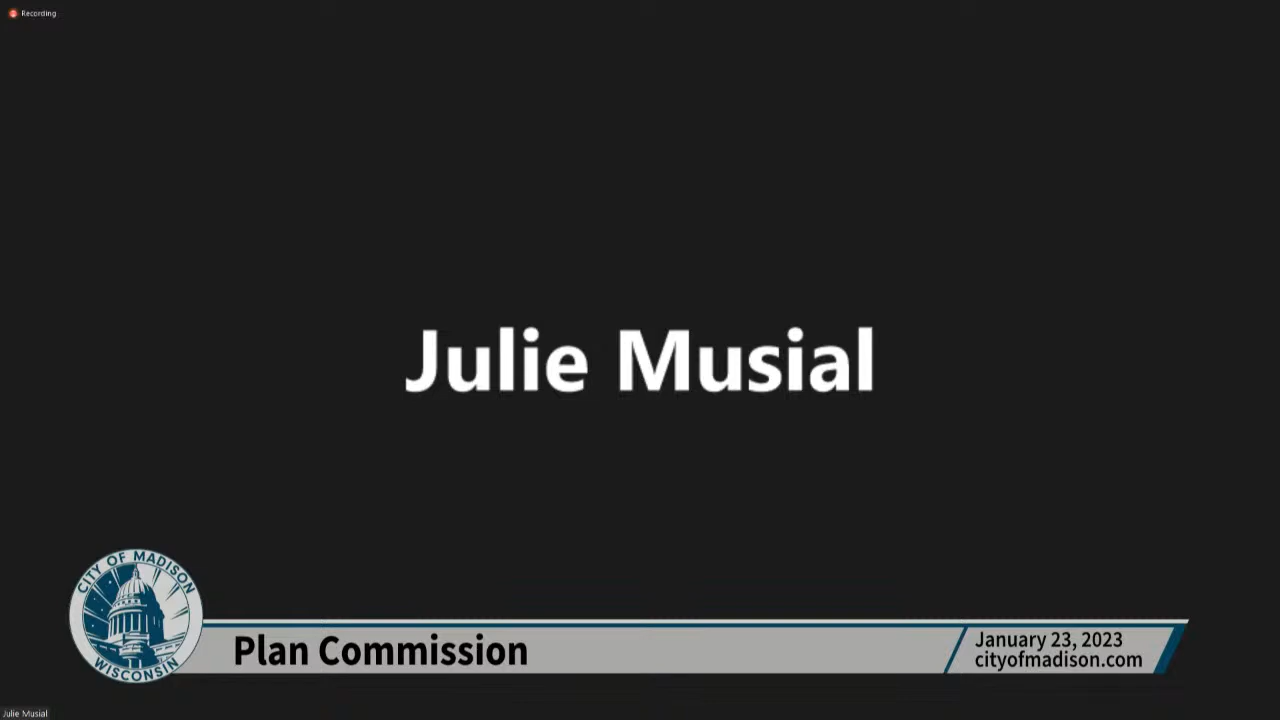 Recording
Julie Musial
CITY OF MADISON
WISCONSIN
Plan Commission
January 23, 2023
cityofmadison.com
Julie Musial